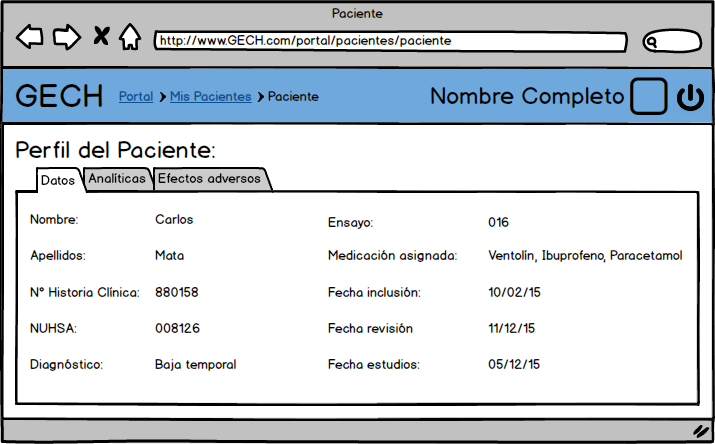 Paciente
http://www.GECH.com/portal/pacientes/paciente
GECH Portal > Mis Pacientes > Paciente Nombre Completo
Perfil del Paciente:
Datos Analíticas Efectos adversos
Nombre: Carlos Ensayo: 016
Apellidos: Mata Medicación asignada: Ventolín, Ibuprofeno, Paracetamol
Nº Historia Clínica: 880158 Fecha inclusión: 10/02/15
NUHSA: 008126 Fecha revisión 11/12/15
Diagnóstico: Baja temporal Fecha estudios: 05/12/15